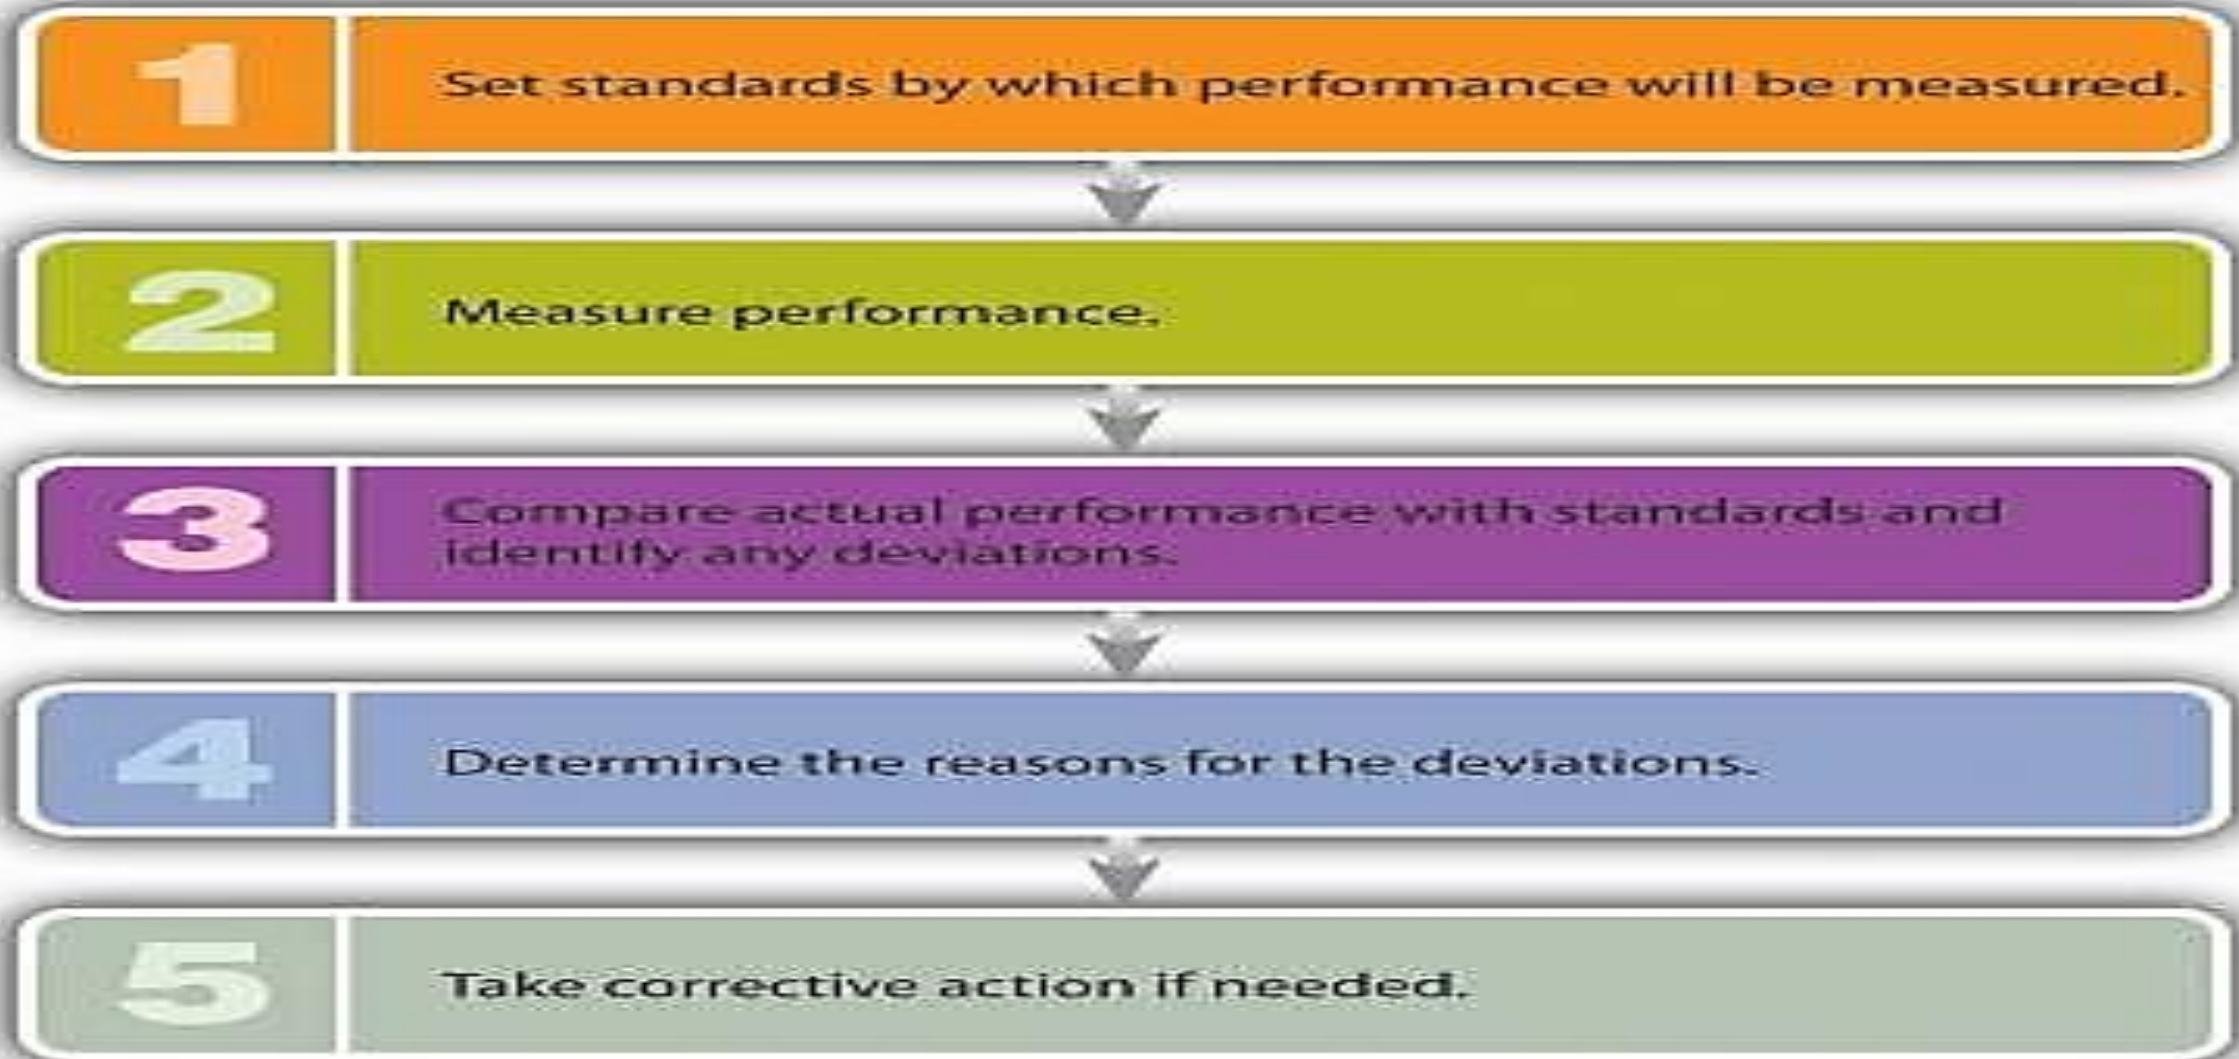 1
Set standards by which performance will be measured.
2
Measure performance.
3
Compare actual performance with standards and
identify any deviations.
4
Determine the reasons for the deviations.
5
Take corrective action if needed.